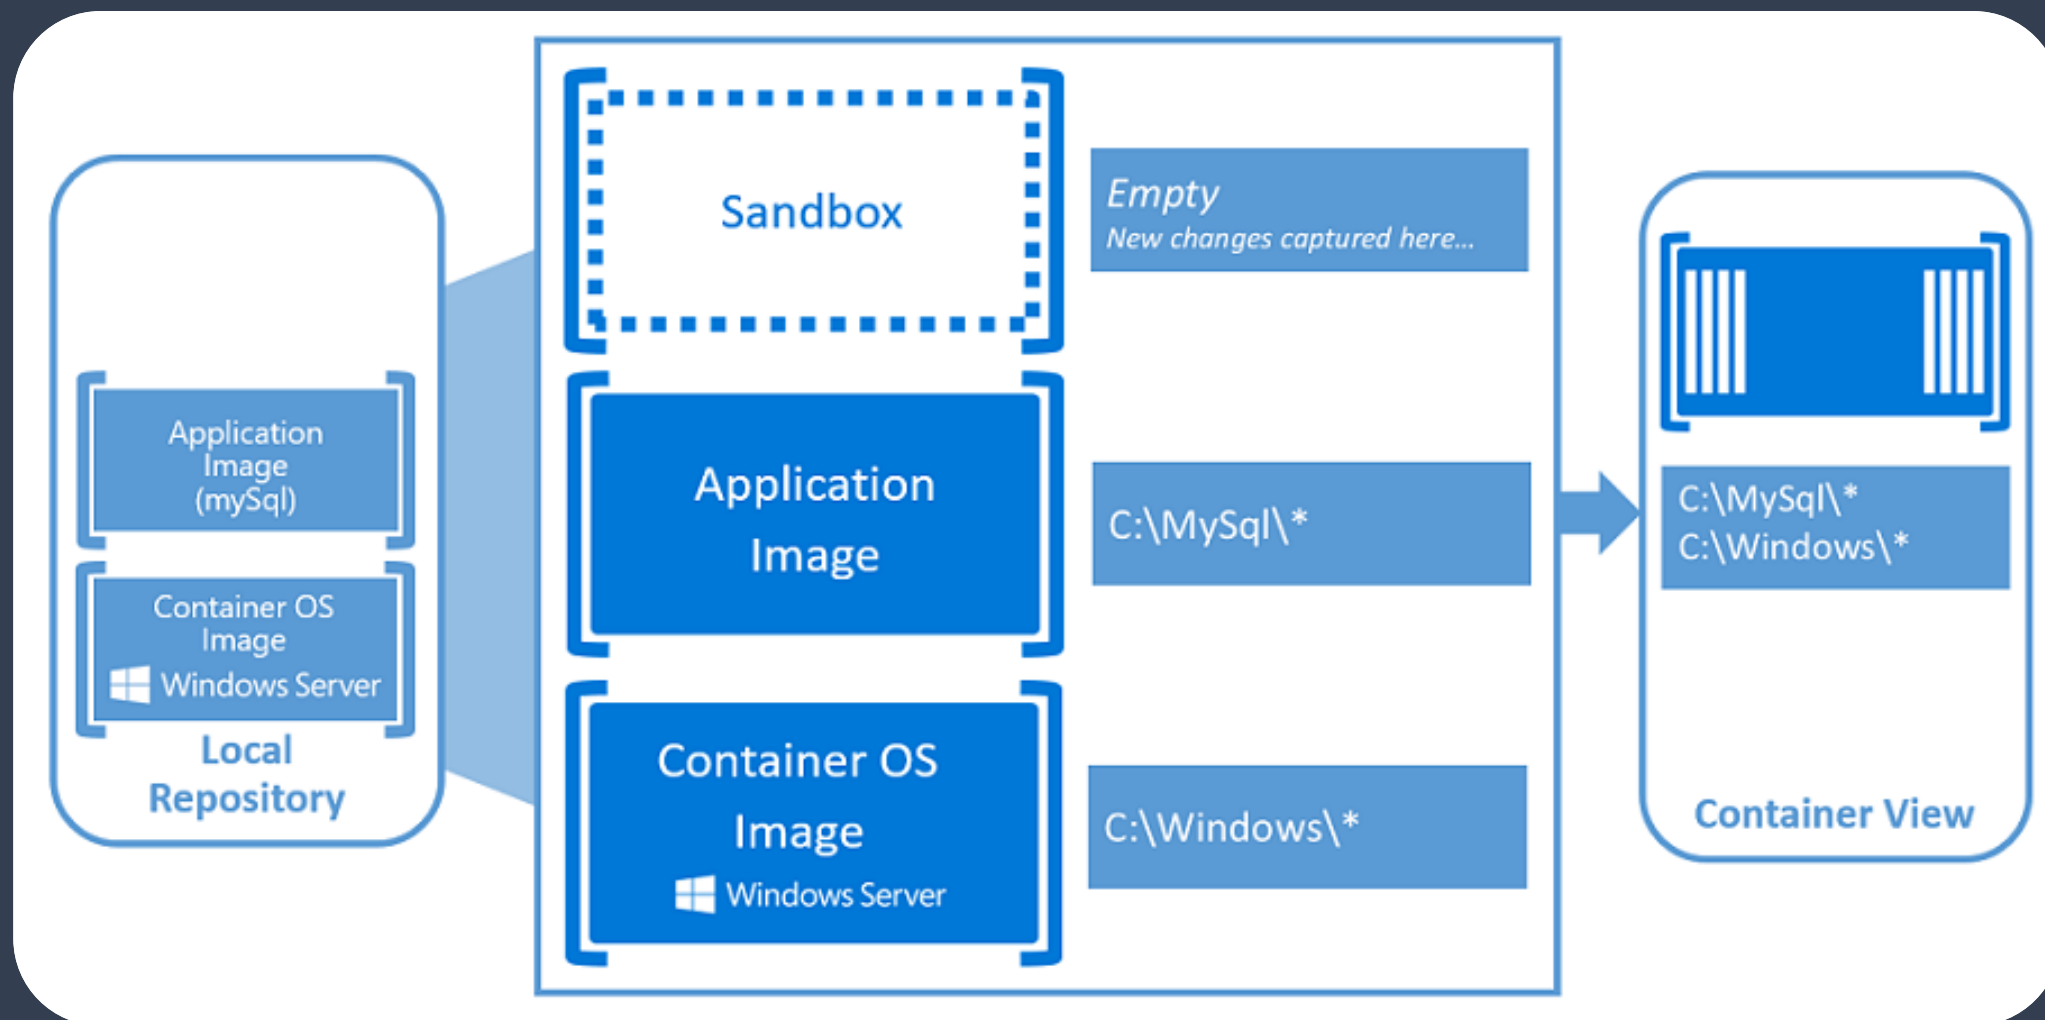 Application
Image
(mySql)
Container OS
Image
Windows Server
Local
Repository
Sandbox
Empty
New changes captured here...
Application
Image
C:\MySql\*
Container OS
Image
Windows Server
C:\Windows\*
C:\MySql\*
C:\Windows\*
Container View